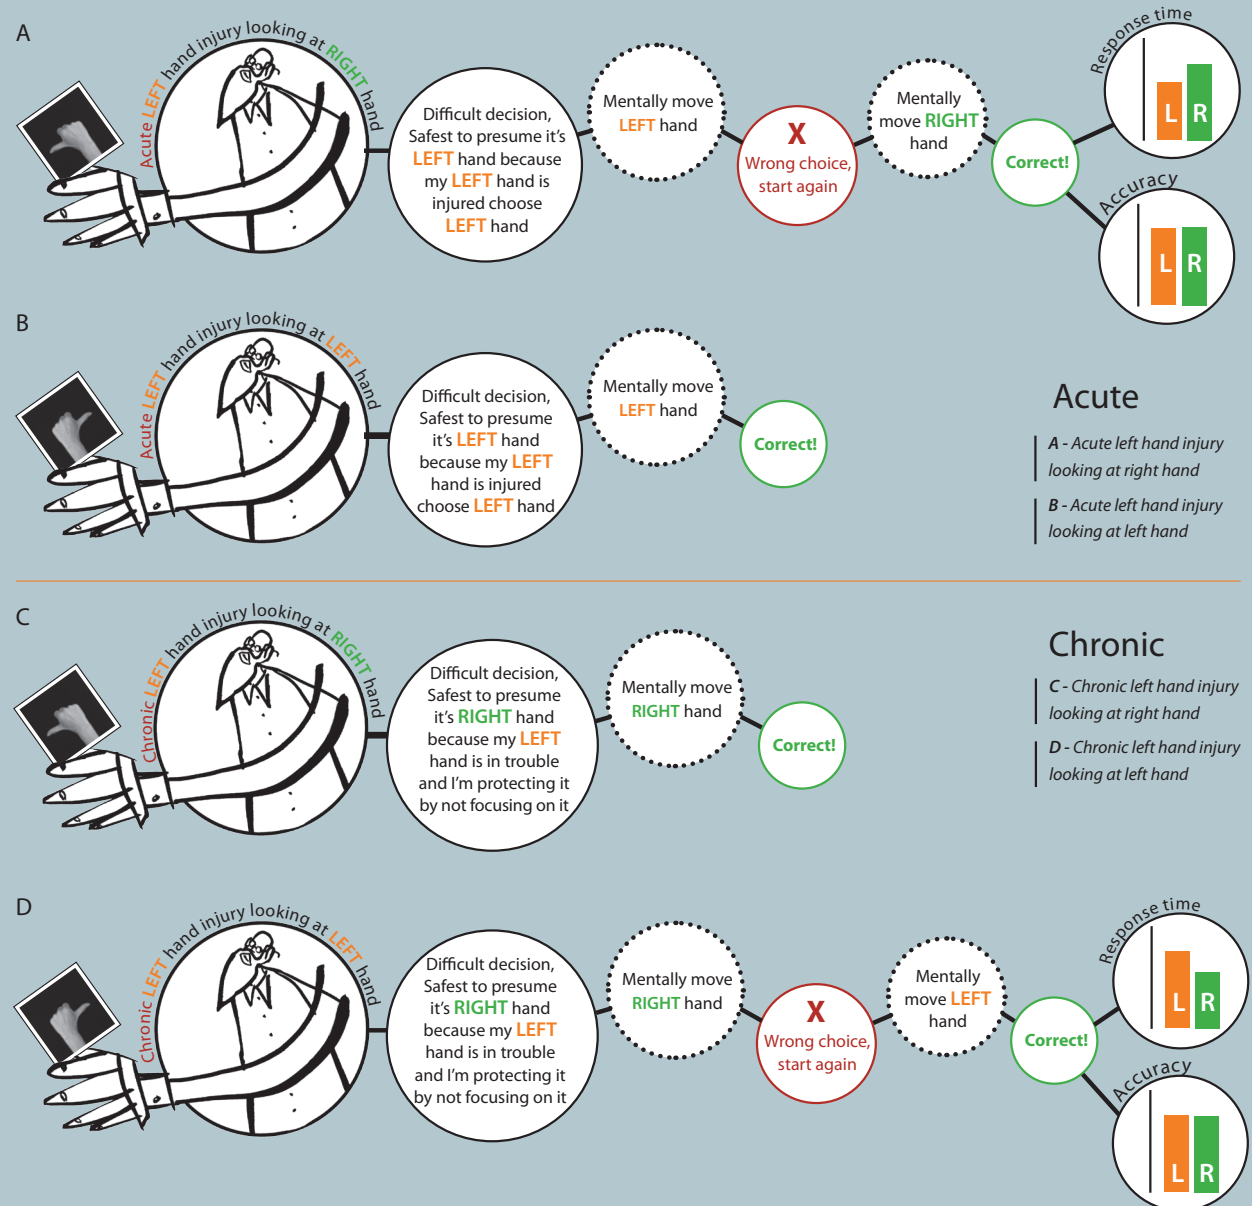 A
Acute LEFT hand injury looking at RIGHT hand
Difficult decision,
Safest to presume it's
LEFT hand because
my LEFT hand is
injured choose
LEFT hand
Mentally move
LEFT hand
X
Wrong choice,
start again
Mentally
move RIGHT
hand
Correct!
Response time
L R
Accuracy
L R
B
Acute LEFT hand injury looking at LEFT hand
Difficult decision,
Safest to presume
it's LEFT hand
because my LEFT
hand is injured
choose LEFT hand
Mentally move
LEFT hand
Correct!
Acute
A - Acute left hand injury
looking at right hand
B - Acute left hand injury
looking at left hand
C
Chronic LEFT hand injury looking at RIGHT hand
Difficult decision,
Safest to presume
it's RIGHT hand
because my LEFT
hand is in trouble
and I'm protecting it
by not focusing on it
Mentally move
RIGHT hand
Correct!
Chronic
C - Chronic left hand injury
looking at right hand
D - Chronic left hand injury
looking at left hand
D
Chronic LEFT hand injury looking at LEFT hand
Difficult decision,
Safest to presume
it's RIGHT hand
because my LEFT
hand is in trouble
and I'm protecting it
by not focusing on it
Mentally move
RIGHT hand
X
Wrong choice,
start again
Mentally
move LEFT
hand
Correct!
Response time
L R
Accuracy
L R